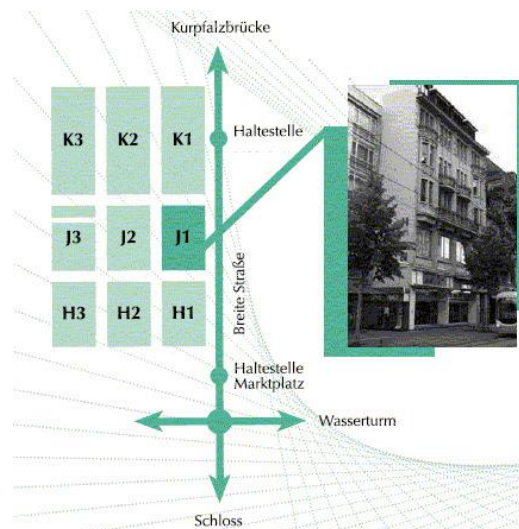 Kurpfalzbrücke
K3
K2
K1
Haltestelle
J3
J2
J1
Breite Straße
H3
H2
H1
Haltestelle
Marktplatz
Wasserturm
Schloss